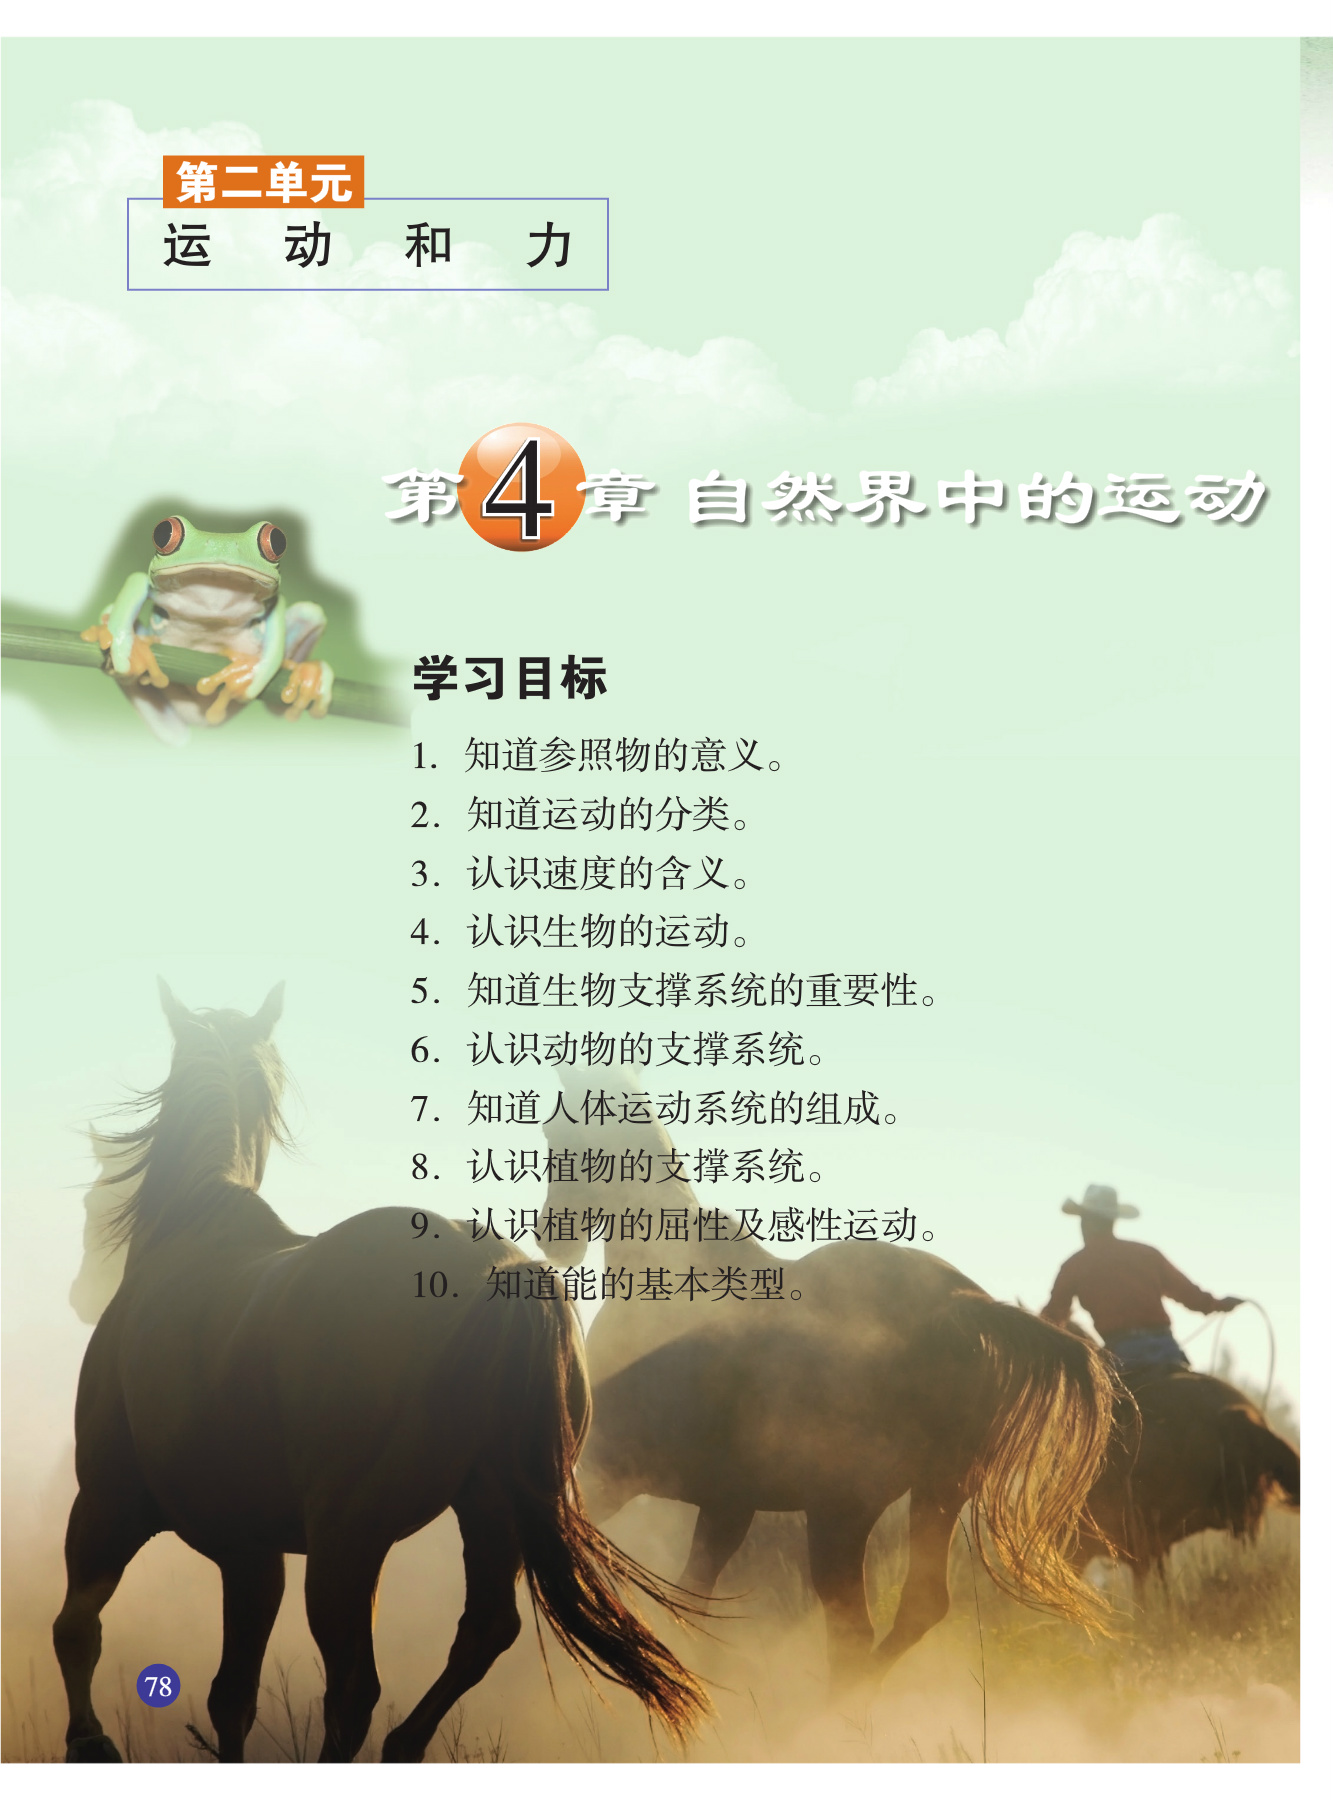 第二单元
运动和力
第4章 自然界中的运动
学习目标
1. 知道参照物的意义。
2. 知道运动的分类。
3. 认识速度的含义。
4. 认识生物的运动。
5. 知道生物支撑系统的重要性。
6. 认识动物的支撑系统。
7. 知道人体运动系统的组成。
8. 认识植物的支撑系统。
9. 认识植物的屈性及感性运动。
10. 知道能的基本类型。
78